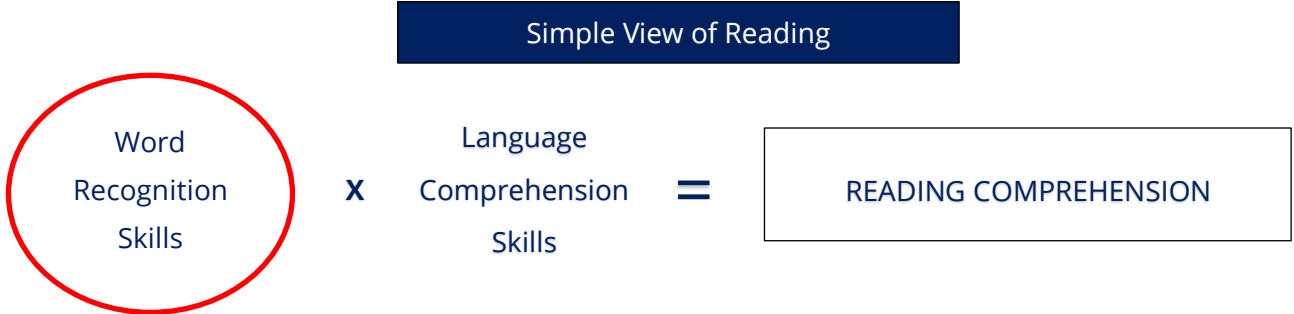 Simple View of Reading
Word
Recognition
Skills
x
Language
Comprehension
Skills
=
READING COMPREHENSION